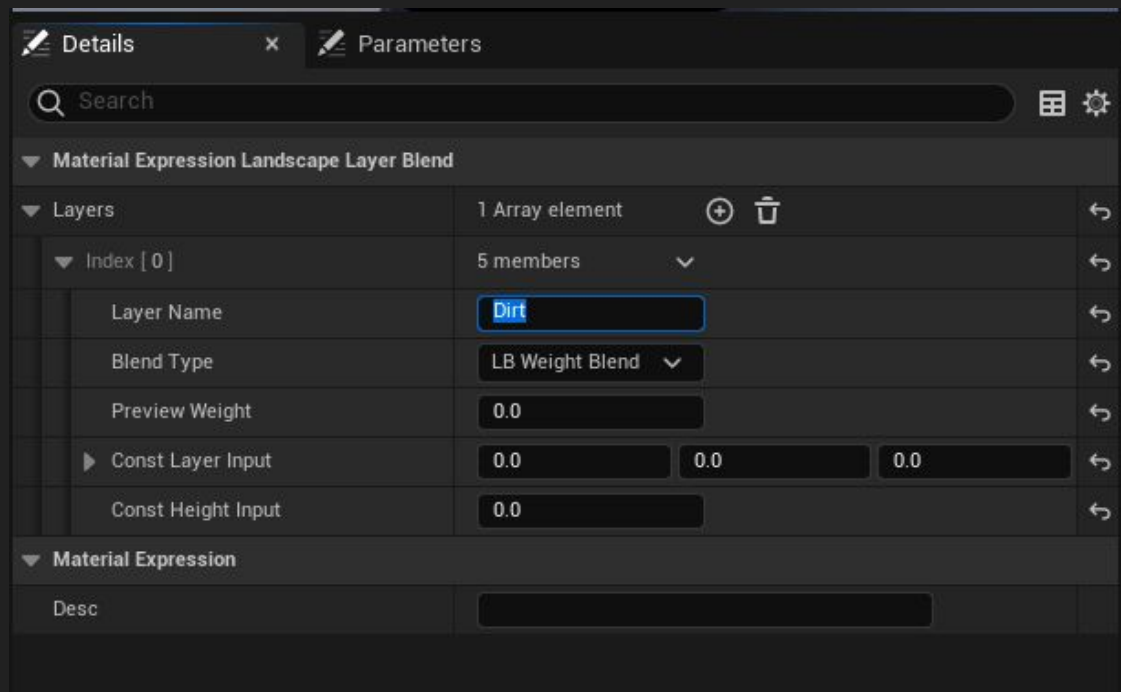 Details × Parameters
Search
Material Expression Landscape Layer Blend
Layers 1 Array element
Index [ 0 ] 5 members
Layer Name Dirt
Blend Type LB Weight Blend
Preview Weight 0.0
Const Layer Input 0.0 0.0 0.0
Const Height Input 0.0
Material Expression
Desc